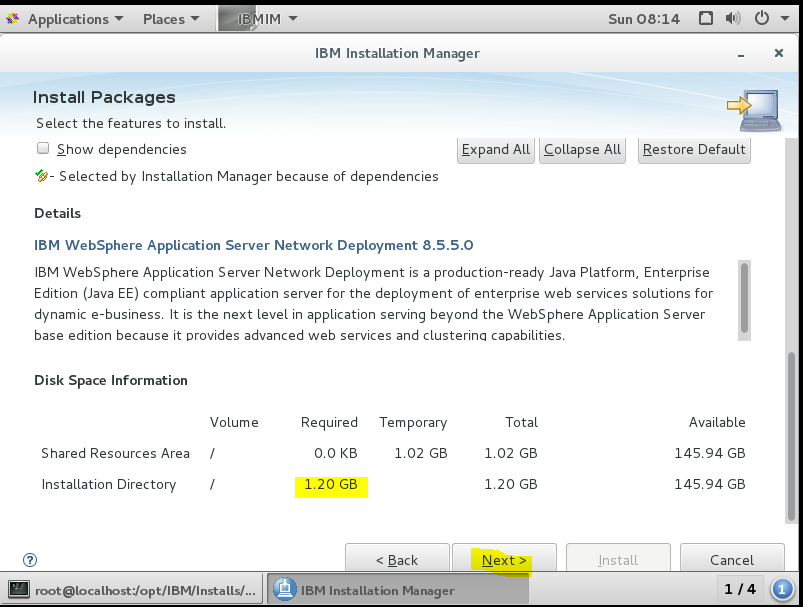 Applications Places IBMIM Sun 08:14
IBM Installation Manager
Install Packages
Select the features to install.
Show dependencies Expand All Collapse All Restore Default
- Selected by Installation Manager because of dependencies
Details
IBM WebSphere Application Server Network Deployment 8.5.5.0
IBM WebSphere Application Server Network Deployment is a production-ready Java Platform, Enterprise
Edition (Java EE) compliant application server for the deployment of enterprise web services solutions for
dynamic e-business. It is the next level in application serving beyond the WebSphere Application Server
base edition because it provides advanced web services and clustering capabilities.
Disk Space Information
Volume Required Temporary Total Available
Shared Resources Area / 0.0 KB 1.02 GB 1.02 GB 145.94 GB
Installation Directory / 1.20 GB 1.20 GB 145.94 GB
? < Back Next > Install Cancel
root@localhost:/opt/IBM/Installs/... IBM Installation Manager 1 / 4 1